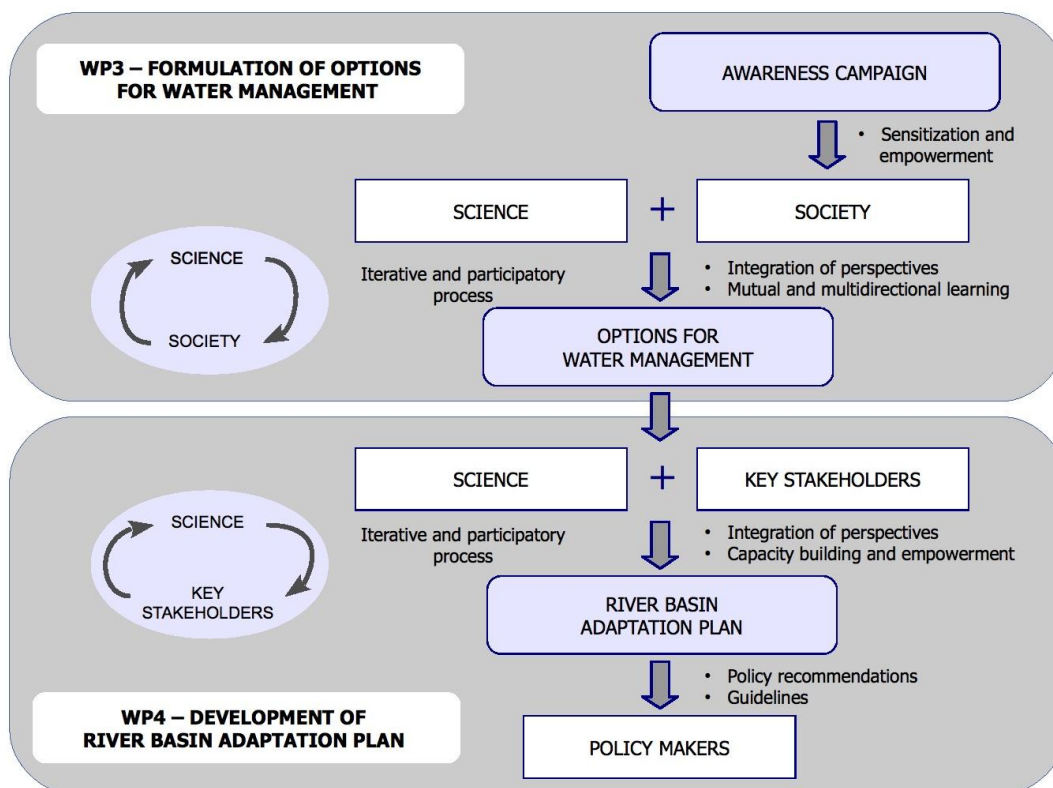 WP3 – FORMULATION OF OPTIONS
FOR WATER MANAGEMENT
AWARENESS CAMPAIGN
• Sensitization and
empowerment
SCIENCE
+
SOCIETY
SCIENCE
SOCIETY
Iterative and participatory
process
• Integration of perspectives
• Mutual and multidirectional learning
OPTIONS FOR
WATER MANAGEMENT
SCIENCE
+
KEY STAKEHOLDERS
SCIENCE
KEY
STAKEHOLDERS
Iterative and participatory
process
• Integration of perspectives
• Capacity building and empowerment
RIVER BASIN
ADAPTATION PLAN
• Policy recommendations
• Guidelines
WP4 – DEVELOPMENT OF
RIVER BASIN ADAPTATION PLAN
POLICY MAKERS